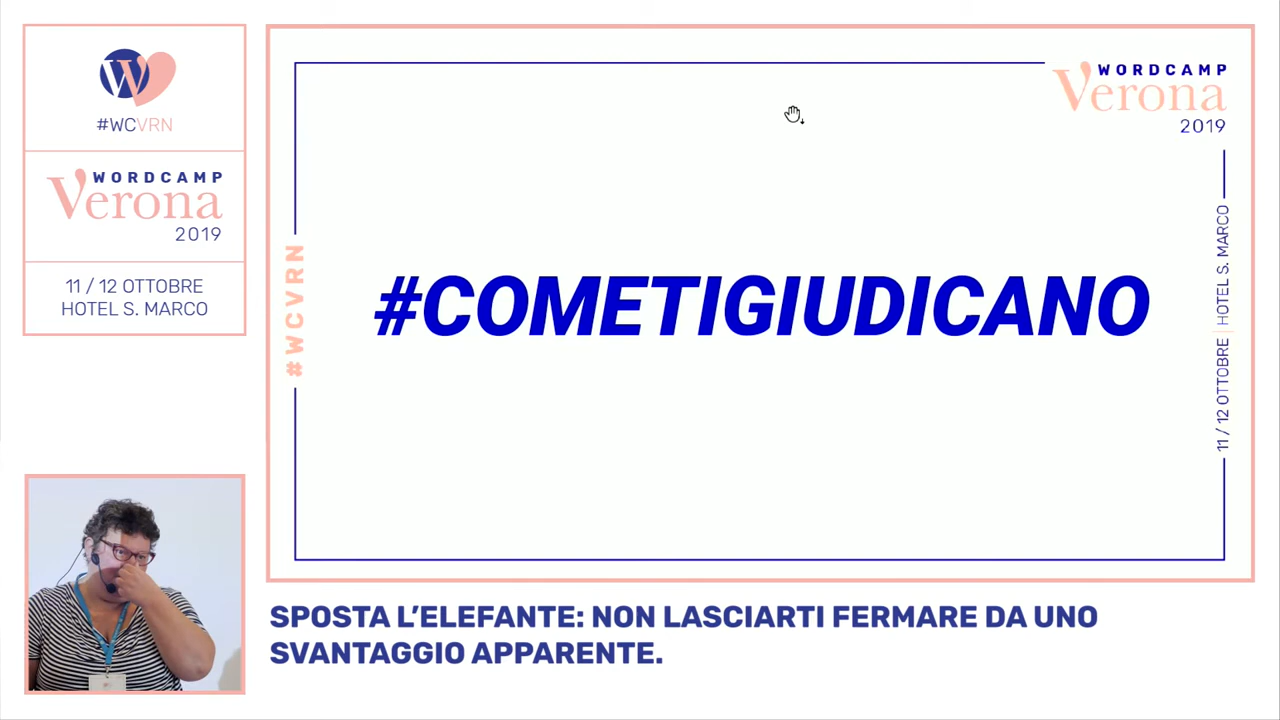 #WCVRN
WORDCAMP
Verona
2019
11 / 12 OTTOBRE
HOTEL S. MARCO
WORDCAMP
Verona
2019
#WCVRN
#COMETIGIUDICANO
11 / 12 OTTOBRE | HOTEL S. MARCO
SPOSTA L’ELEFANTE: NON LASCIARTI FERMARE DA UNO
SVANTAGGIO APPARENTE.